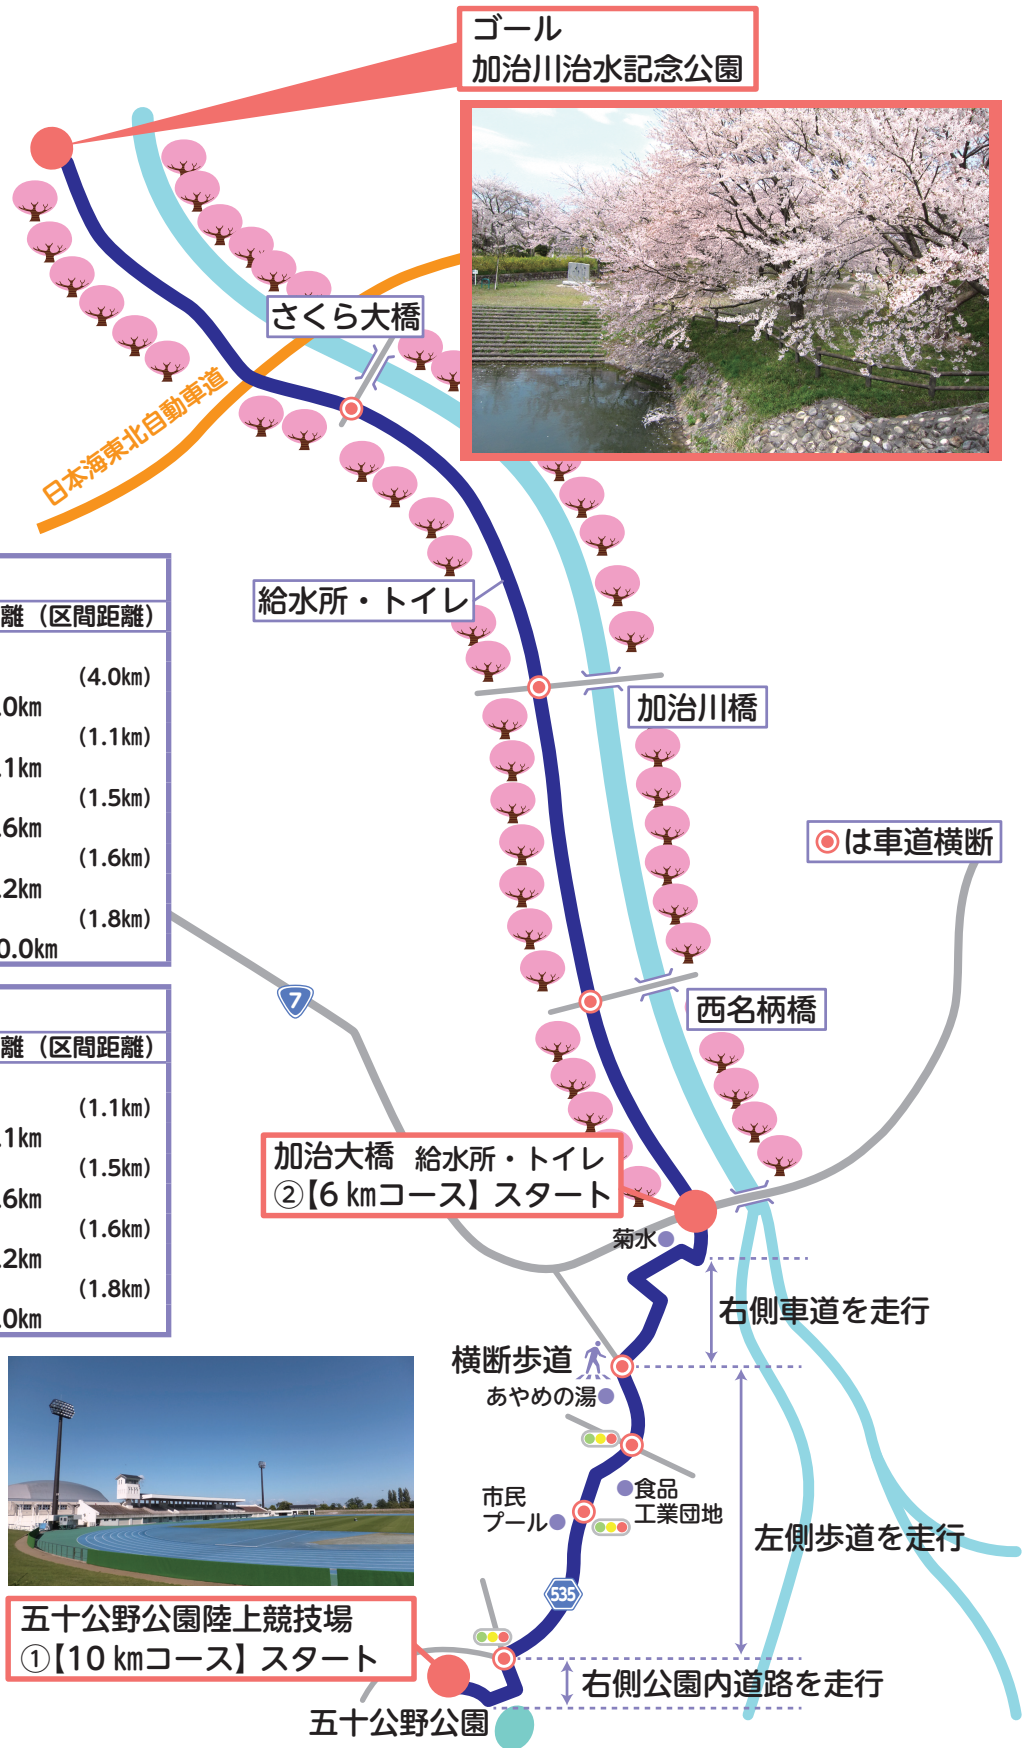 ゴール
加治川治水記念公園
さくら大橋
日本海東北自動車道
給水所・トイレ
離（区間距離）
(4.0km)
.0km
(1.1km)
.1km
(1.5km)
.6km
(1.6km)
.2km
(1.8km)
0.0km
加治川橋
は車道横断
7
西名柄橋
離（区間距離）
(1.1km)
.1km
(1.5km)
.6km
(1.6km)
.2km
(1.8km)
.0km
加治大橋 給水所・トイレ
②【6 kmコース】スタート
菊水
右側車道を走行
横断歩道
あやめの湯
食品
工業団地
市民
プール
左側歩道を走行
535
五十公野公園陸上競技場
①【10 kmコース】スタート
右側公園内道路を走行
五十公野公園